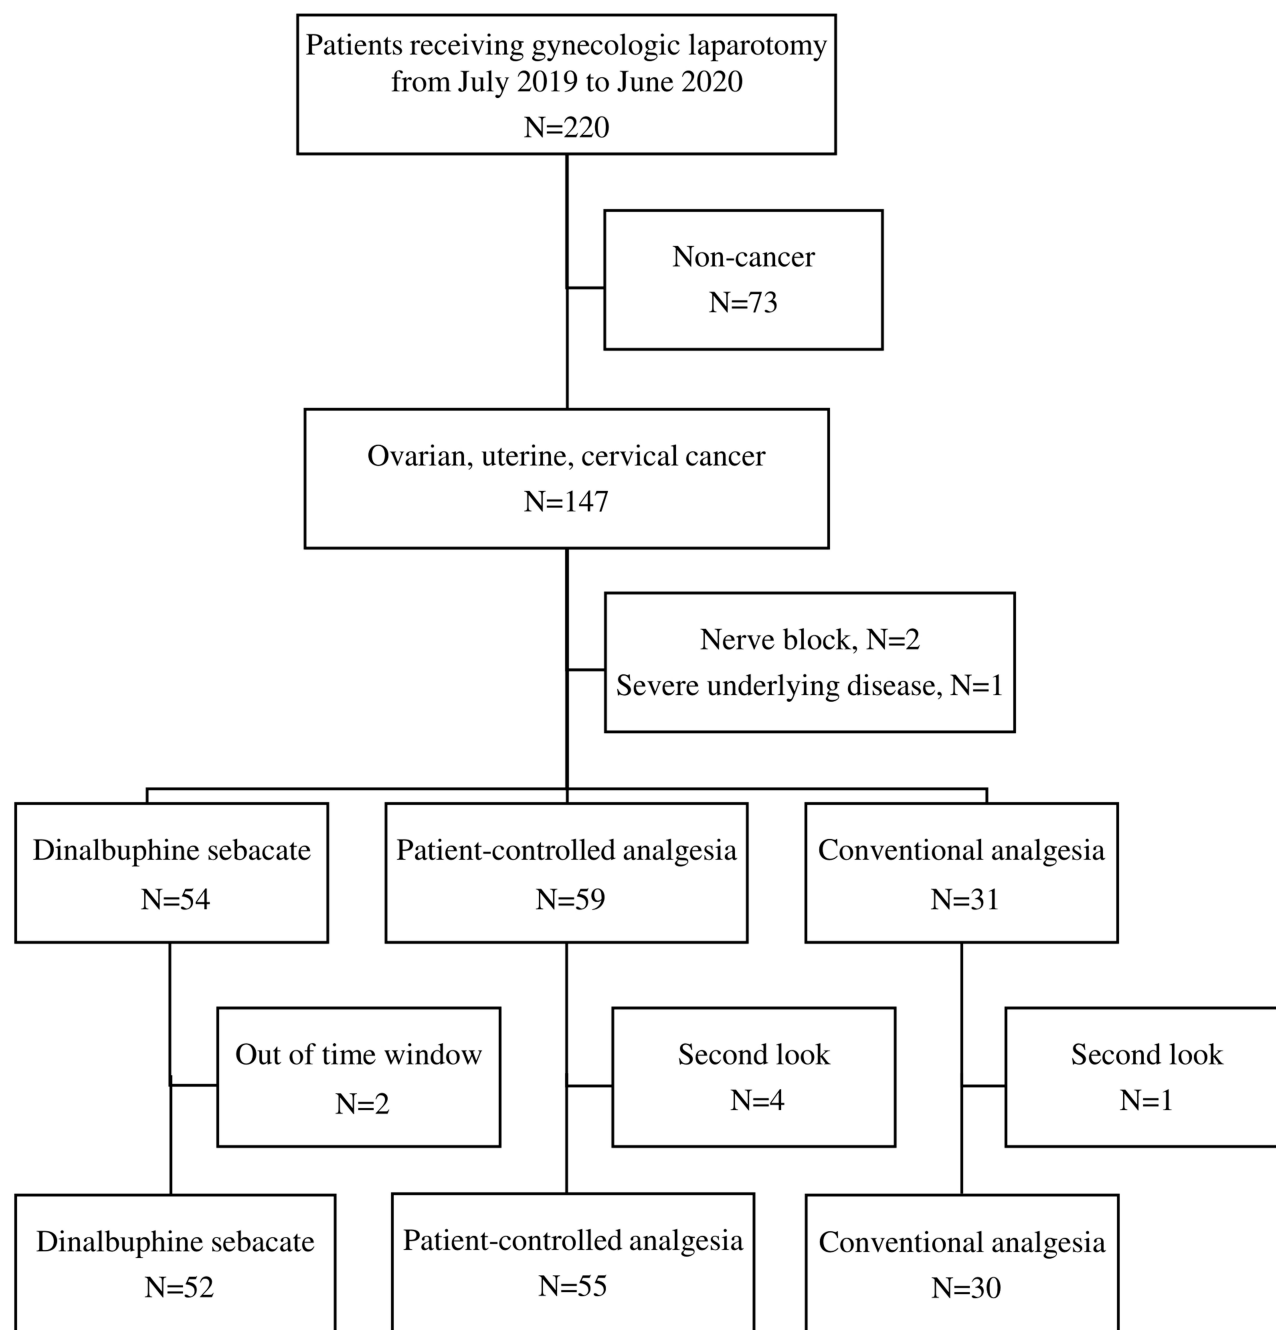 Patients receiving gynecologic laparotomy
from July 2019 to June 2020
N=220
Non-cancer
N=73
Ovarian, uterine, cervical cancer
N=147
Nerve block, N=2
Severe underlying disease, N=1
Dinalbuphine sebacate
N=54
Patient-controlled analgesia
N=59
Conventional analgesia
N=31
Out of time window
N=2
Second look
N=4
Second look
N=1
Dinalbuphine sebacate
N=52
Patient-controlled analgesia
N=55
Conventional analgesia
N=30